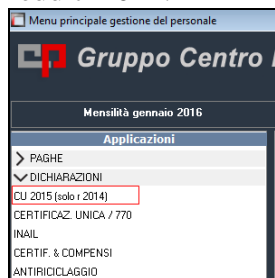 Menu principale gestione del personale
Gruppo Centro
Mensilità gennaio 2016
Applicazioni
PAGHE
DICHIARAZIONI
CU 2015 (solo r 2014)
CERTIFICAZ. UNICA / 770
INAIL
CERTIF. & COMPENSI
ANTIRICICLAGGIO